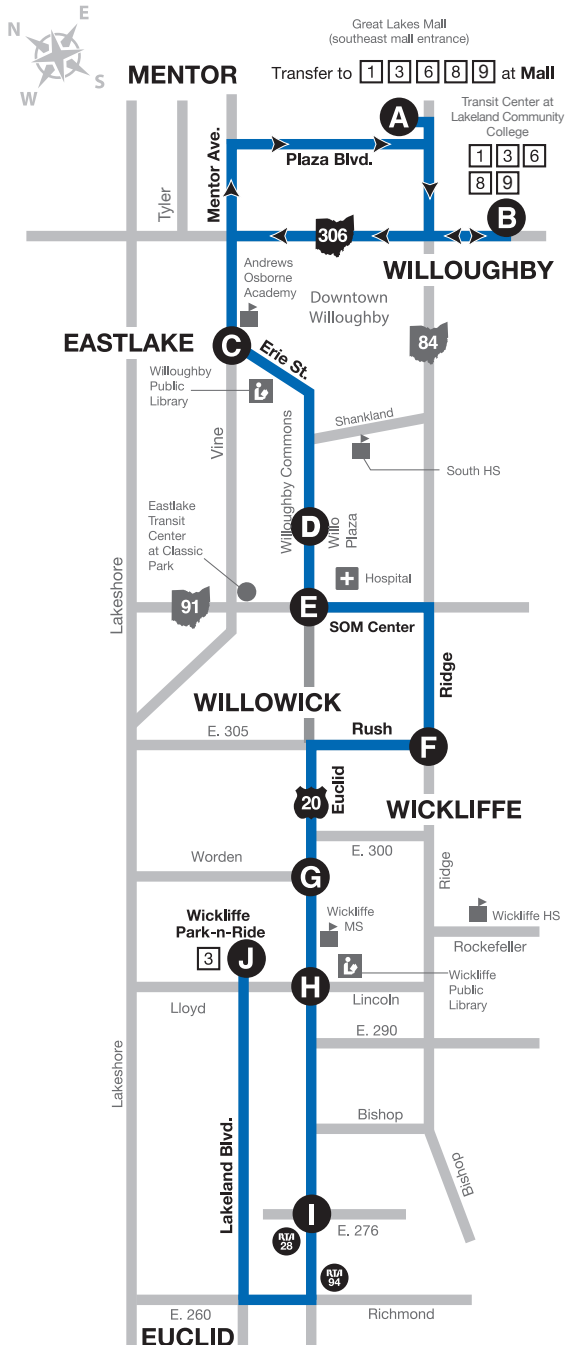 Great Lakes Mall
(southeast mall entrance)
N
E
W
S
MENTOR
Transfer to 1 3 6 8 9 at Mall
A
Transit Center at
Lakeland Community
College
1 3 6
8 9
B
Tyler
Mentor Ave.
Plaza Blvd.
306
WILLOUGHBY
Andrews
Osborne
Academy
Downtown
Willoughby
EASTLAKE
C
Erie St.
84
Willoughby
Public
Library
Vine
Shankland
South HS
Willoughby Commons
D
Willo
Plaza
Eastlake
Transit
Center
at Classic
Park
Hospital
Lakeshore
91
E
SOM Center
Ridge
WILLOWICK
E. 305
Rush
F
20
Euclid
WICKLIFFE
E. 300
Ridge
Worden
G
Wickliffe
Park-n-Ride
3
J
Wickliffe
MS
Wickliffe HS
Rockefeller
H
Lloyd
Lincoln
Wickliffe
Public
Library
E. 290
Lakeshore
Bishop
Bishop
Lakeland Blvd.
I
E. 276
RTA
28
RTA
94
E. 260
Richmond
EUCLID